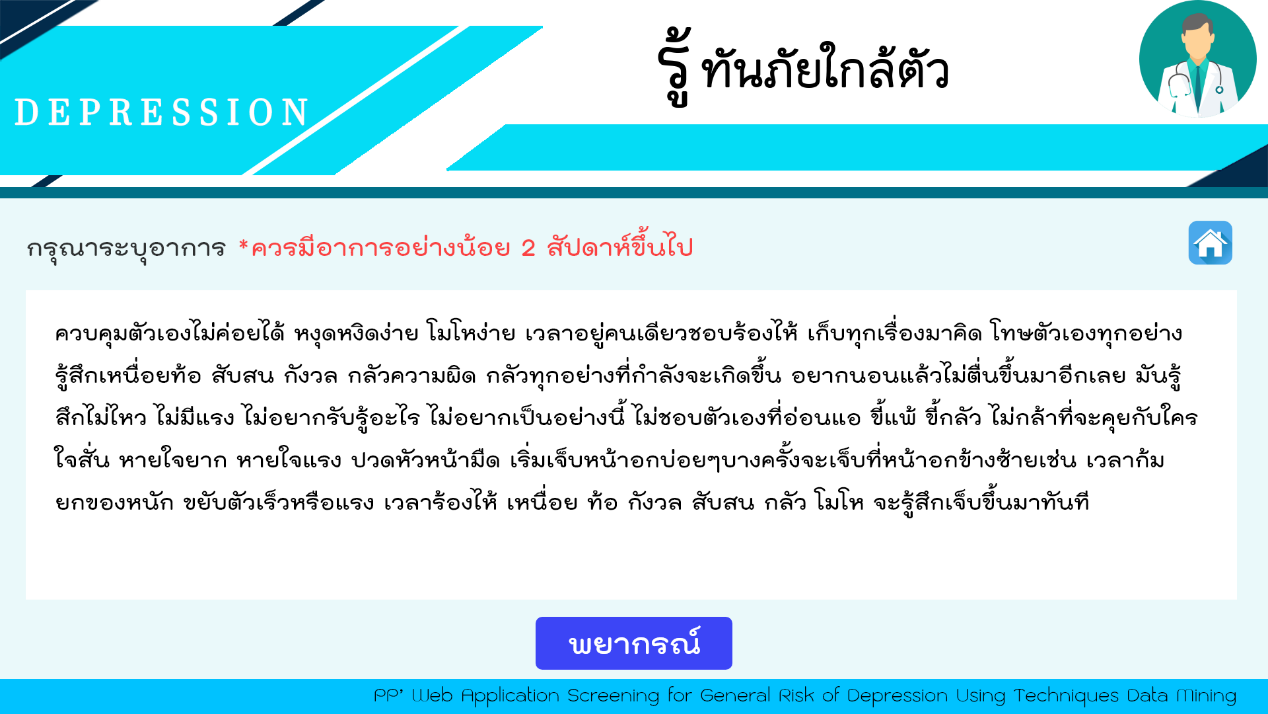 รู้ ทันภัยใกล้ตัว
DEPRESSION
กรุณาระบุอาการ *ควรมีอาการอย่างน้อย 2 สัปดาห์ขึ้นไป
ควบคุมตัวเองไม่ค่อยได้ หงุดหงิดง่าย โมโหง่าย เวลาอยู่คนเดียวชอบร้องไห้ เก็บทุกเรื่องมาคิด โทษตัวเองทุกอย่าง
รู้สึกเหนื่อยท้อ สับสน กังวล กลัวความผิด กลัวทุกอย่างที่กำลังจะเกิดขึ้น อยากนอนแล้วไม่ตื่นขึ้นมาอีกเลย มันรู้
สึกไม่ไหว ไม่มีแรง ไม่อยากรับรู้อะไร ไม่อยากเป็นอย่างนี้ ไม่ชอบตัวเองที่อ่อนแอ ขี้แพ้ ขี้กลัว ไม่กล้าที่จะคุยกับใคร
ใจสั่น หายใจยาก หายใจแรง ปวดหัวหน้ามืด เริ่มเจ็บหน้าอกบ่อยๆบางครั้งจะเจ็บที่หน้าอกข้างซ้ายเช่น เวลาก้ม
ยกของหนัก ขยับตัวเร็วหรือแรง เวลาร้องไห้ เหนื่อย ท้อ กังวล สับสน กลัว โมโห จะรู้สึกเจ็บขึ้นมาทันที
พยากรณ์
PP' Web Application Screening for General Risk of Depression Using Techniques Data Mining